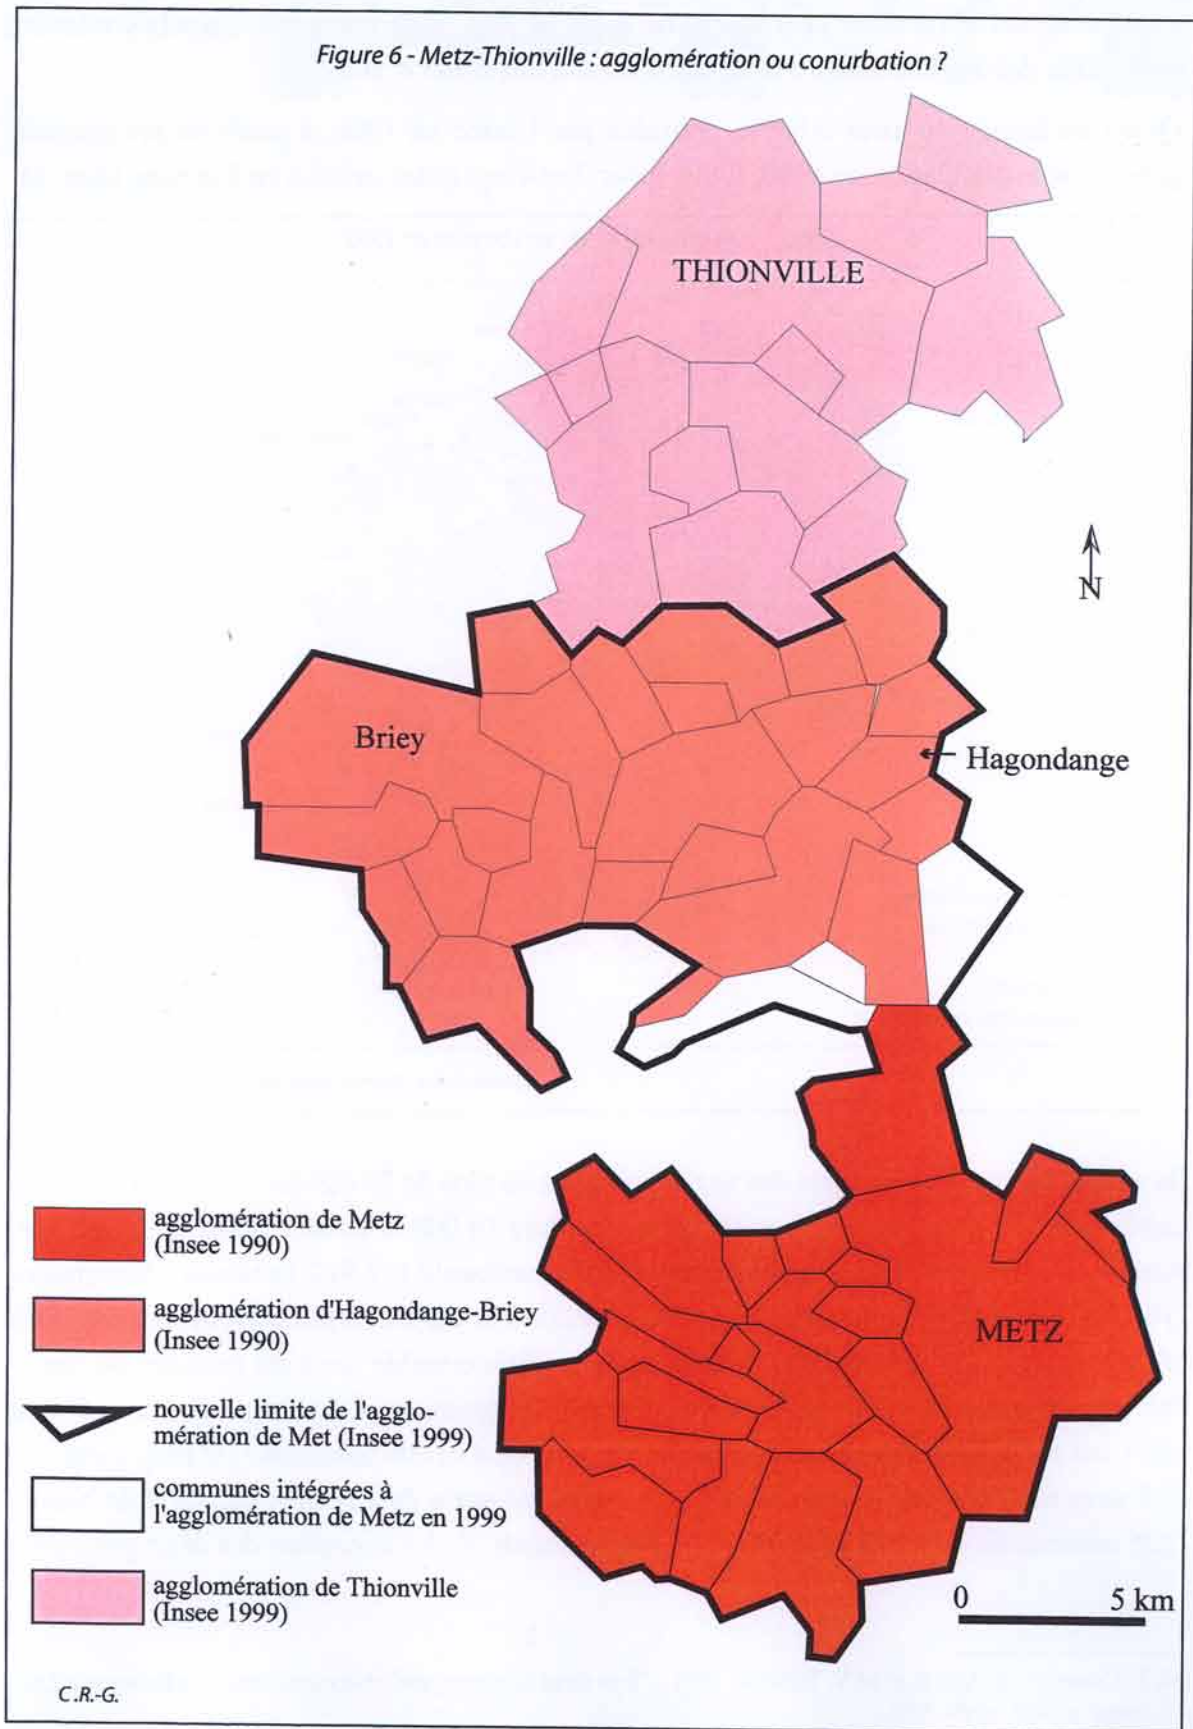 Figure 6 - Metz-Thionville : agglomération ou conurbation ?
THIONVILLE
N
Briey
Hagondange
METZ
agglomération de Metz
(Insee 1990)
agglomération d'Hagondange-Briey
(Insee 1990)
nouvelle limite de l'agglo-
mération de Met (Insee 1999)
communes intégrées à
l'agglomération de Metz en 1999
agglomération de Thionville
(Insee 1999)
0 5 km
C.R.-G.